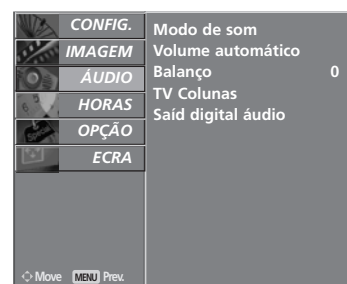 CONFIG.
IMAGEM
ÁUDIO
HORAS
OPÇÃO
ECRA
Modo de som
Volume automático
Balanço 0
TV Colunas
Saíd digital áudio
Move MENU Prev.